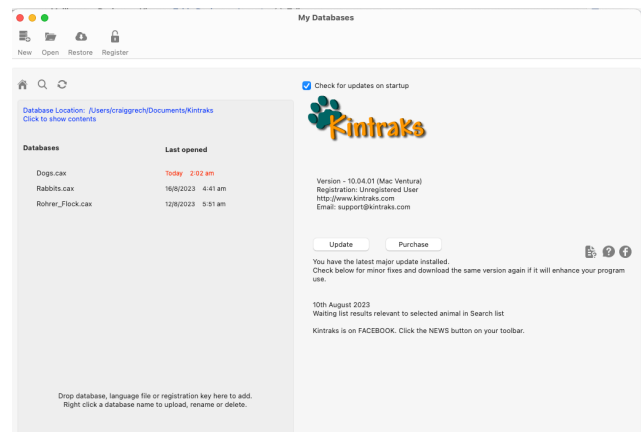 My Databases
New Open Restore Register
Database Location: /Users/craiggrech/Documents/Kintraks
Click to show contents
Databases Last opened
Dogs.cax Today 2:02 am
Rabbits.cax 16/8/2023 4:41 am
Rohrer_Flock.cax 12/8/2023 5:51 am
Drop database, language file or registration key here to add.
Right click a database name to upload, rename or delete.
Check for updates on startup
Kintraks
Version - 10.04.01 (Mac Ventura)
Registration: Unregistered User
http://www.kintraks.com
Email: support@kintraks.com
Update Purchase
You have the latest major update installed.
Check below for minor fixes and download the same version again if it will enhance your program
use.
10th August 2023
Waiting list results relevant to selected animal in Search list
Kintraks is on FACEBOOK. Click the NEWS button on your toolbar.